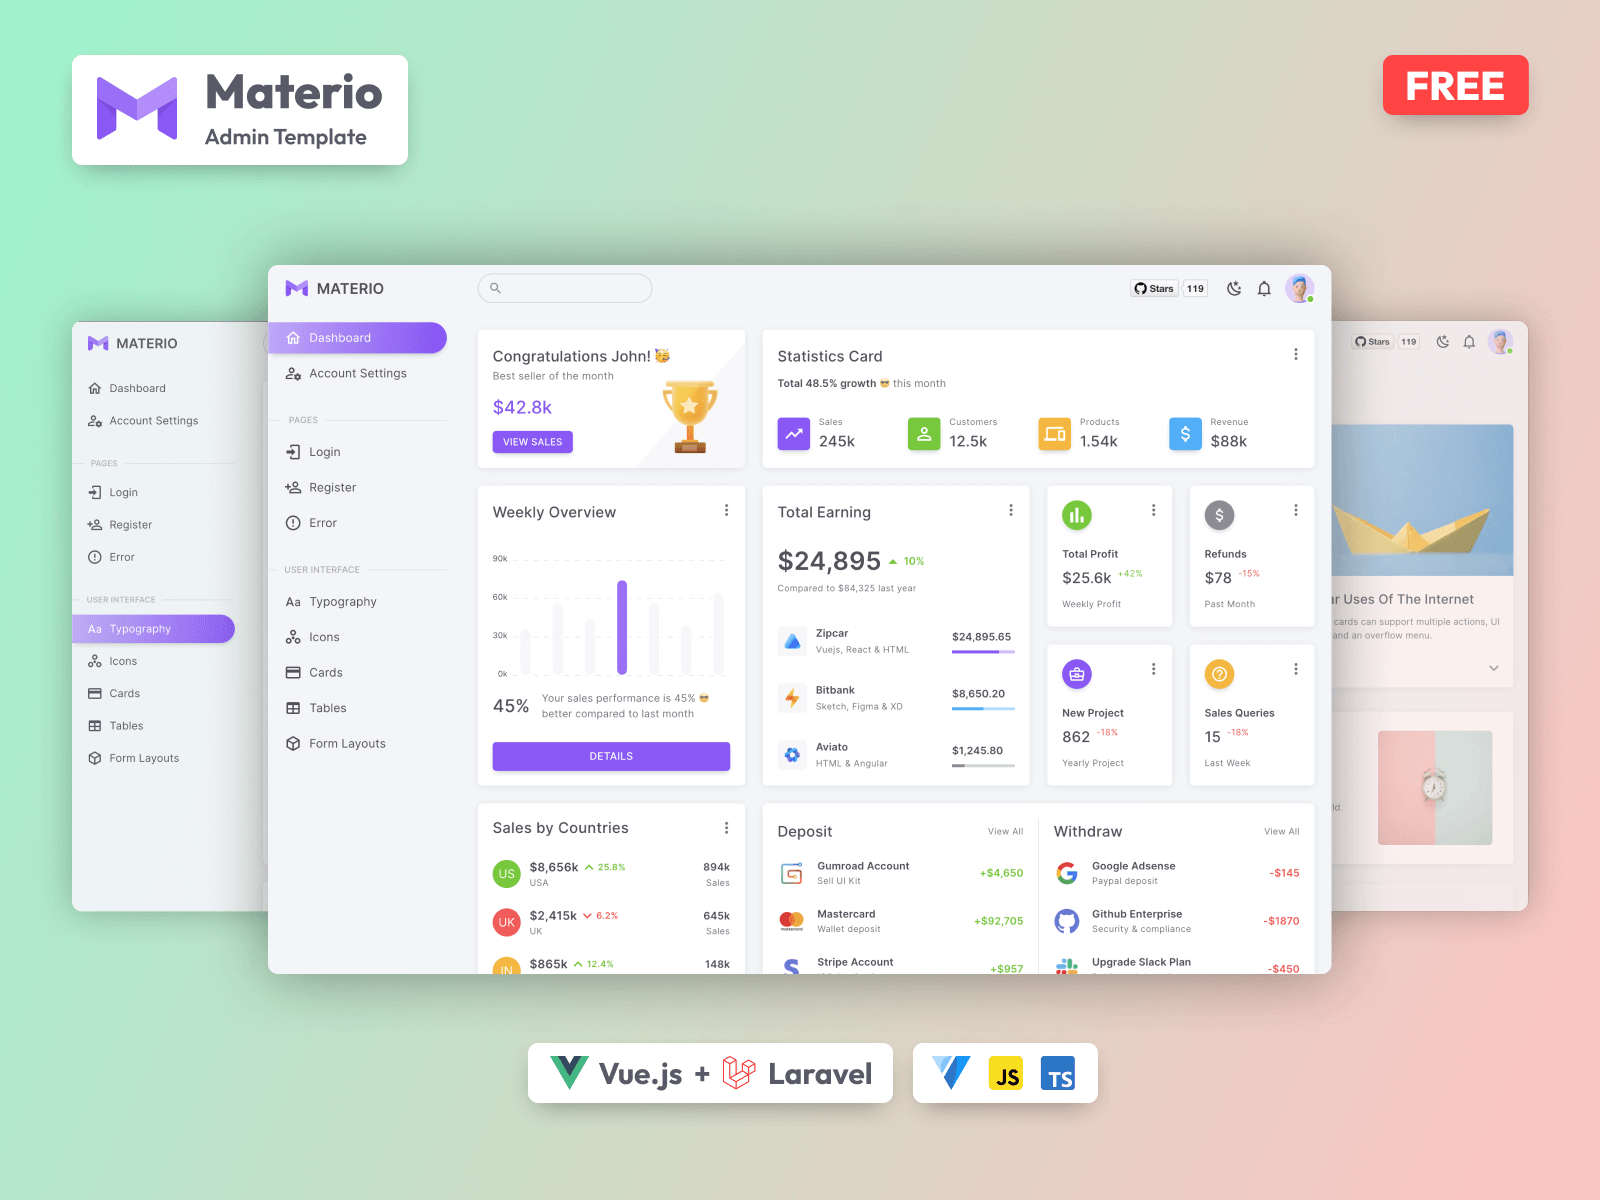 Materio
Admin Template
FREE
MATERIO
Dashboard
Account Settings
PAGES
Login
Register
Error
USER INTERFACE
Aa Typography
Icons
Cards
Tables
Form Layouts
MATERIO
Stars 119
Dashboard
Account Settings
PAGES
Login
Register
Error
USER INTERFACE
Aa Typography
Icons
Cards
Tables
Form Layouts
Congratulations John! 🥳
Best seller of the month
$42.8k
VIEW SALES
Statistics Card
Total 48.5% growth 😎 this month
Sales
245k
Customers
12.5k
Products
1.54k
Revenue
$88k
Weekly Overview
90k
60k
30k
0k
45%
Your sales performance is 45% 😎
better compared to last month
DETAILS
Total Earning
$24,895 10%
Compared to $84,325 last year
Zipcar
Vuejs, React & HTML
$24,895.65
Bitbank
Sketch, Figma & XD
$8,650.20
Aviato
HTML & Angular
$1,245.80
Total Profit
$25.6k +42%
Weekly Profit
Refunds
$78 -15%
Past Month
New Project
862 -18%
Yearly Project
Sales Queries
15 -18%
Last Week
Sales by Countries
US
$8,656k 25.8%
USA
894k
Sales
UK
$2,415k 6.2%
UK
645k
Sales
IN
$865k 12.4%
148k
Deposit
View All
Gumroad Account
Sell UI Kit
+$4,650
Mastercard
Wallet deposit
+$92,705
Stripe Account
+$957
Withdraw
View All
Google Adsense
Paypal deposit
-$145
Github Enterprise
Security & compliance
-$1870
Upgrade Slack Plan
-$450
Stars 119
ar Uses Of The Internet
cards can support multiple actions, UI
and an overflow menu.
ld.
Vue.js + Laravel
JS
TS